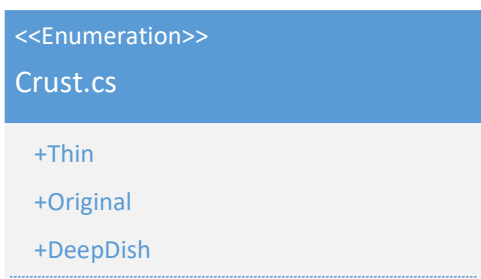 <<Enumeration>>
Crust.cs
+Thin
+Original
+DeepDish